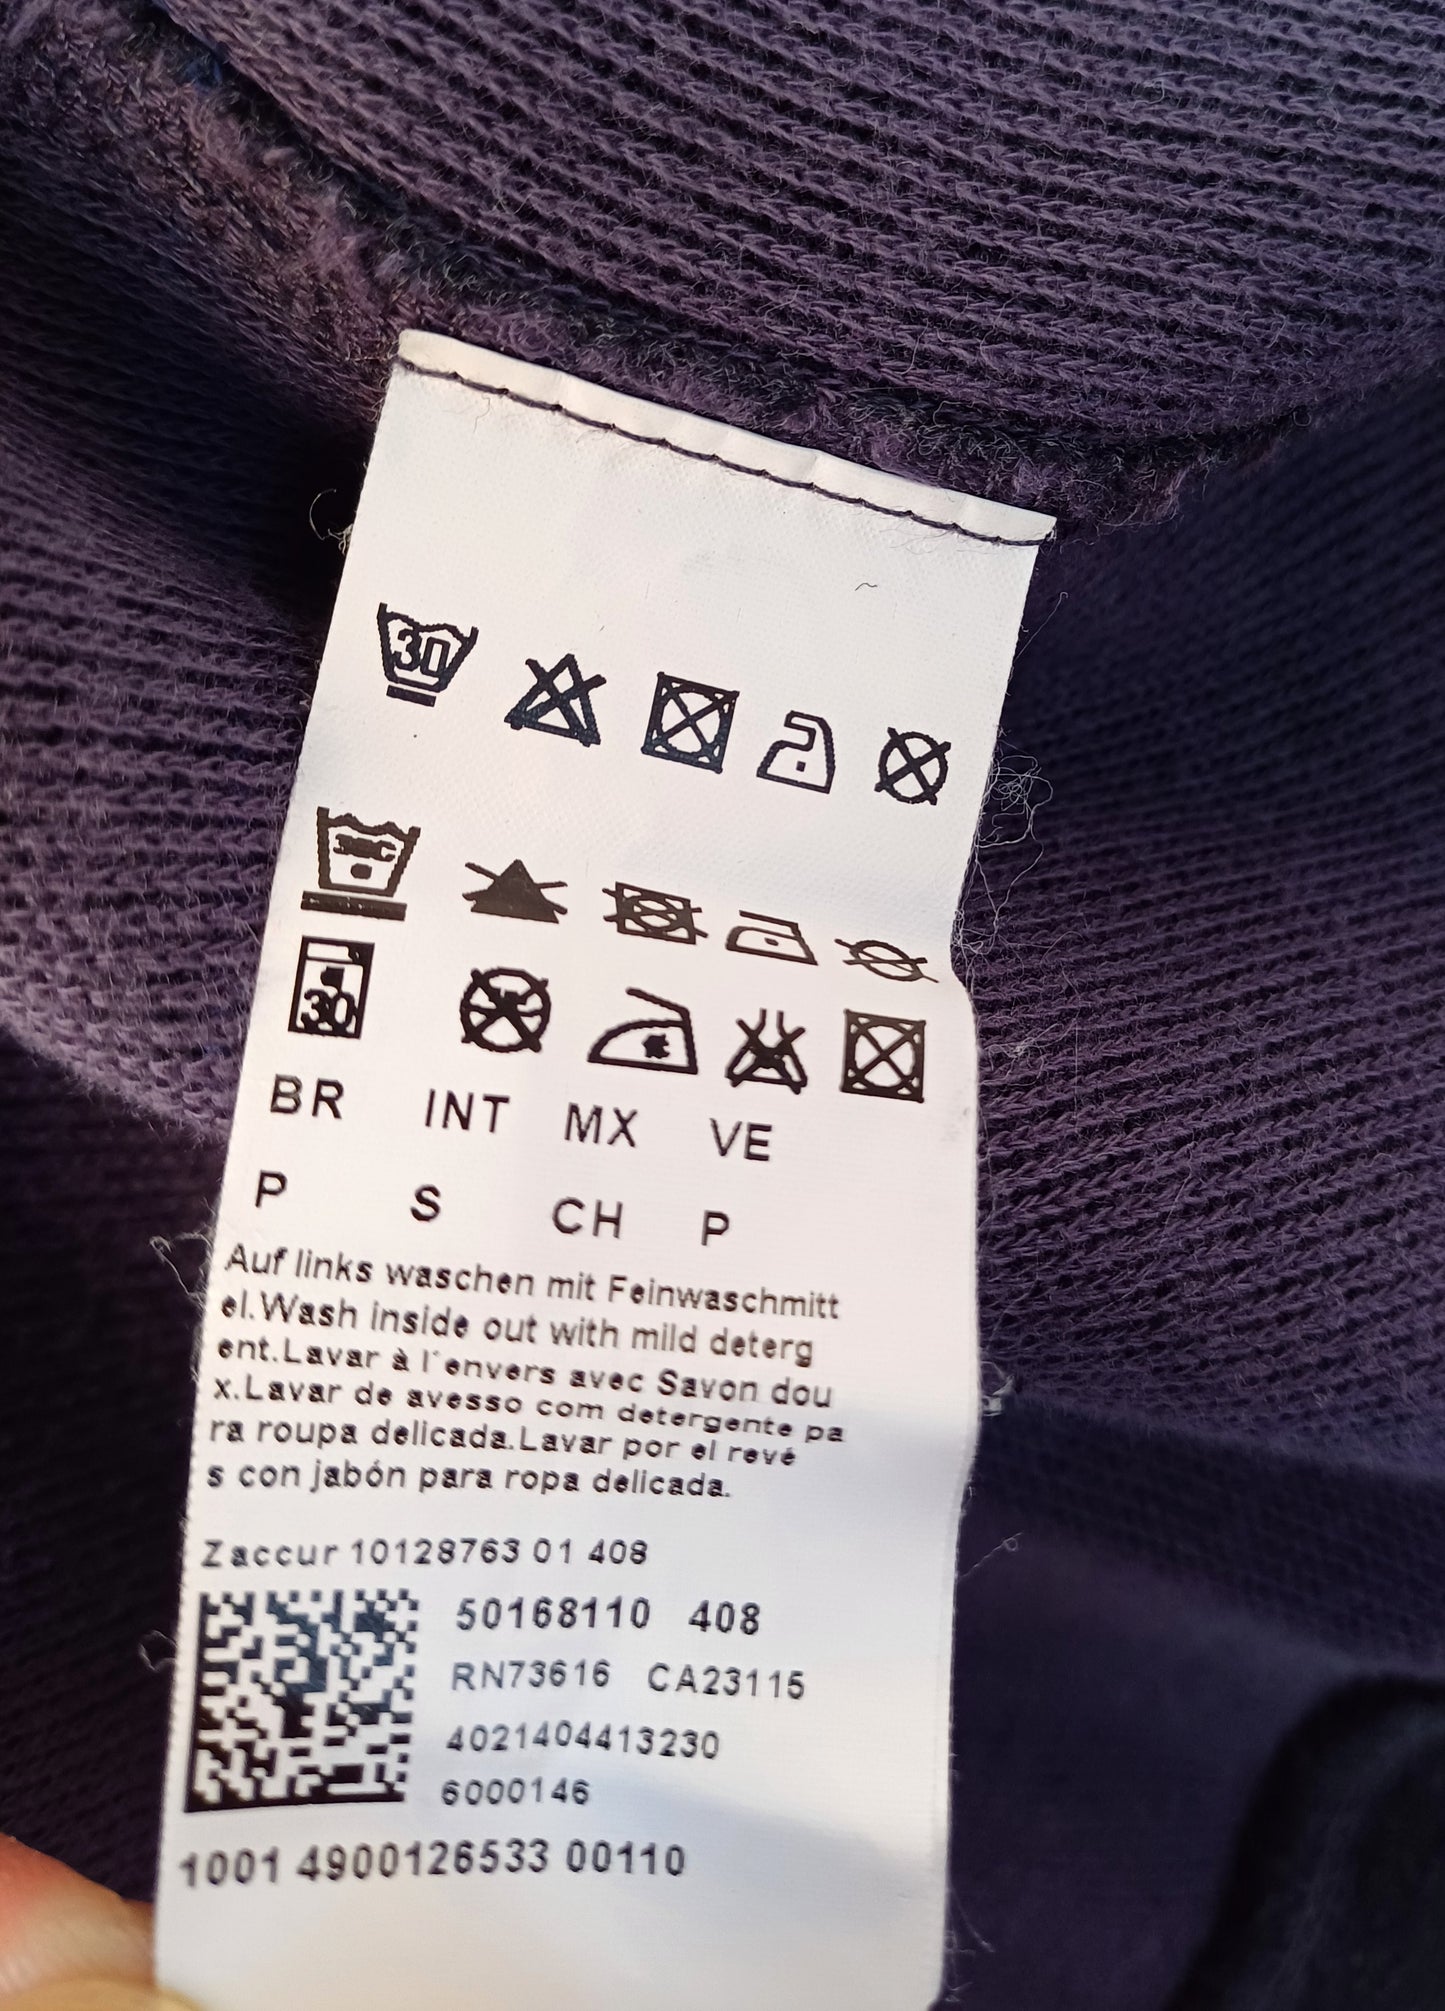 30
30C
30
BR INT MX VE
P S CH P
Auf links waschen mit Feinwaschmitt
el.Wash inside out with mild deterg
ent.Lavar à l'envers avec Savon dou
x.Lavar de avesso com detergente pa
ra roupa delicada.Lavar por el revé
s con jabón para ropa delicada.
Zaccur 10128763 01 408
50168110 408
RN73616 CA23115
4021404413230
6000146
1001 4900126533 00110